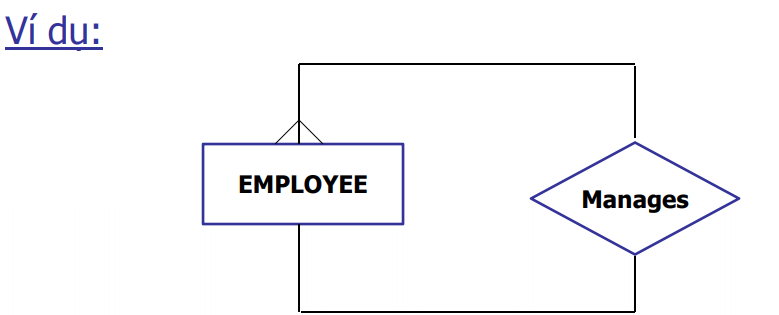 Ví dụ:
EMPLOYEE
Manages